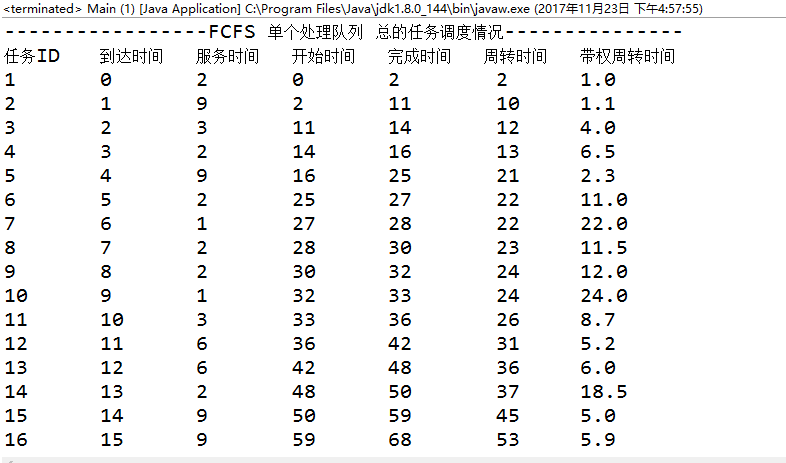 <terminated> Main (1) [Java Application] C:\Program Files\Java\jdk1.8.0_144\bin\javaw.exe (2017年11月23日 下午4:57:55)
-----------------FCFS 单个处理队列 总的任务调度情况---------------
任务ID 到达时间 服务时间 开始时间 完成时间 周转时间 带权周转时间
1 0 2 0 2 2 1.0
2 1 9 2 11 10 1.1
3 2 3 11 14 12 4.0
4 3 2 14 16 13 6.5
5 4 9 16 25 21 2.3
6 5 2 25 27 22 11.0
7 6 1 27 28 22 22.0
8 7 2 28 30 23 11.5
9 8 2 30 32 24 12.0
10 9 1 32 33 24 24.0
11 10 3 33 36 26 8.7
12 11 6 36 42 31 5.2
13 12 6 42 48 36 6.0
14 13 2 48 50 37 18.5
15 14 9 50 59 45 5.0
16 15 9 59 68 53 5.9